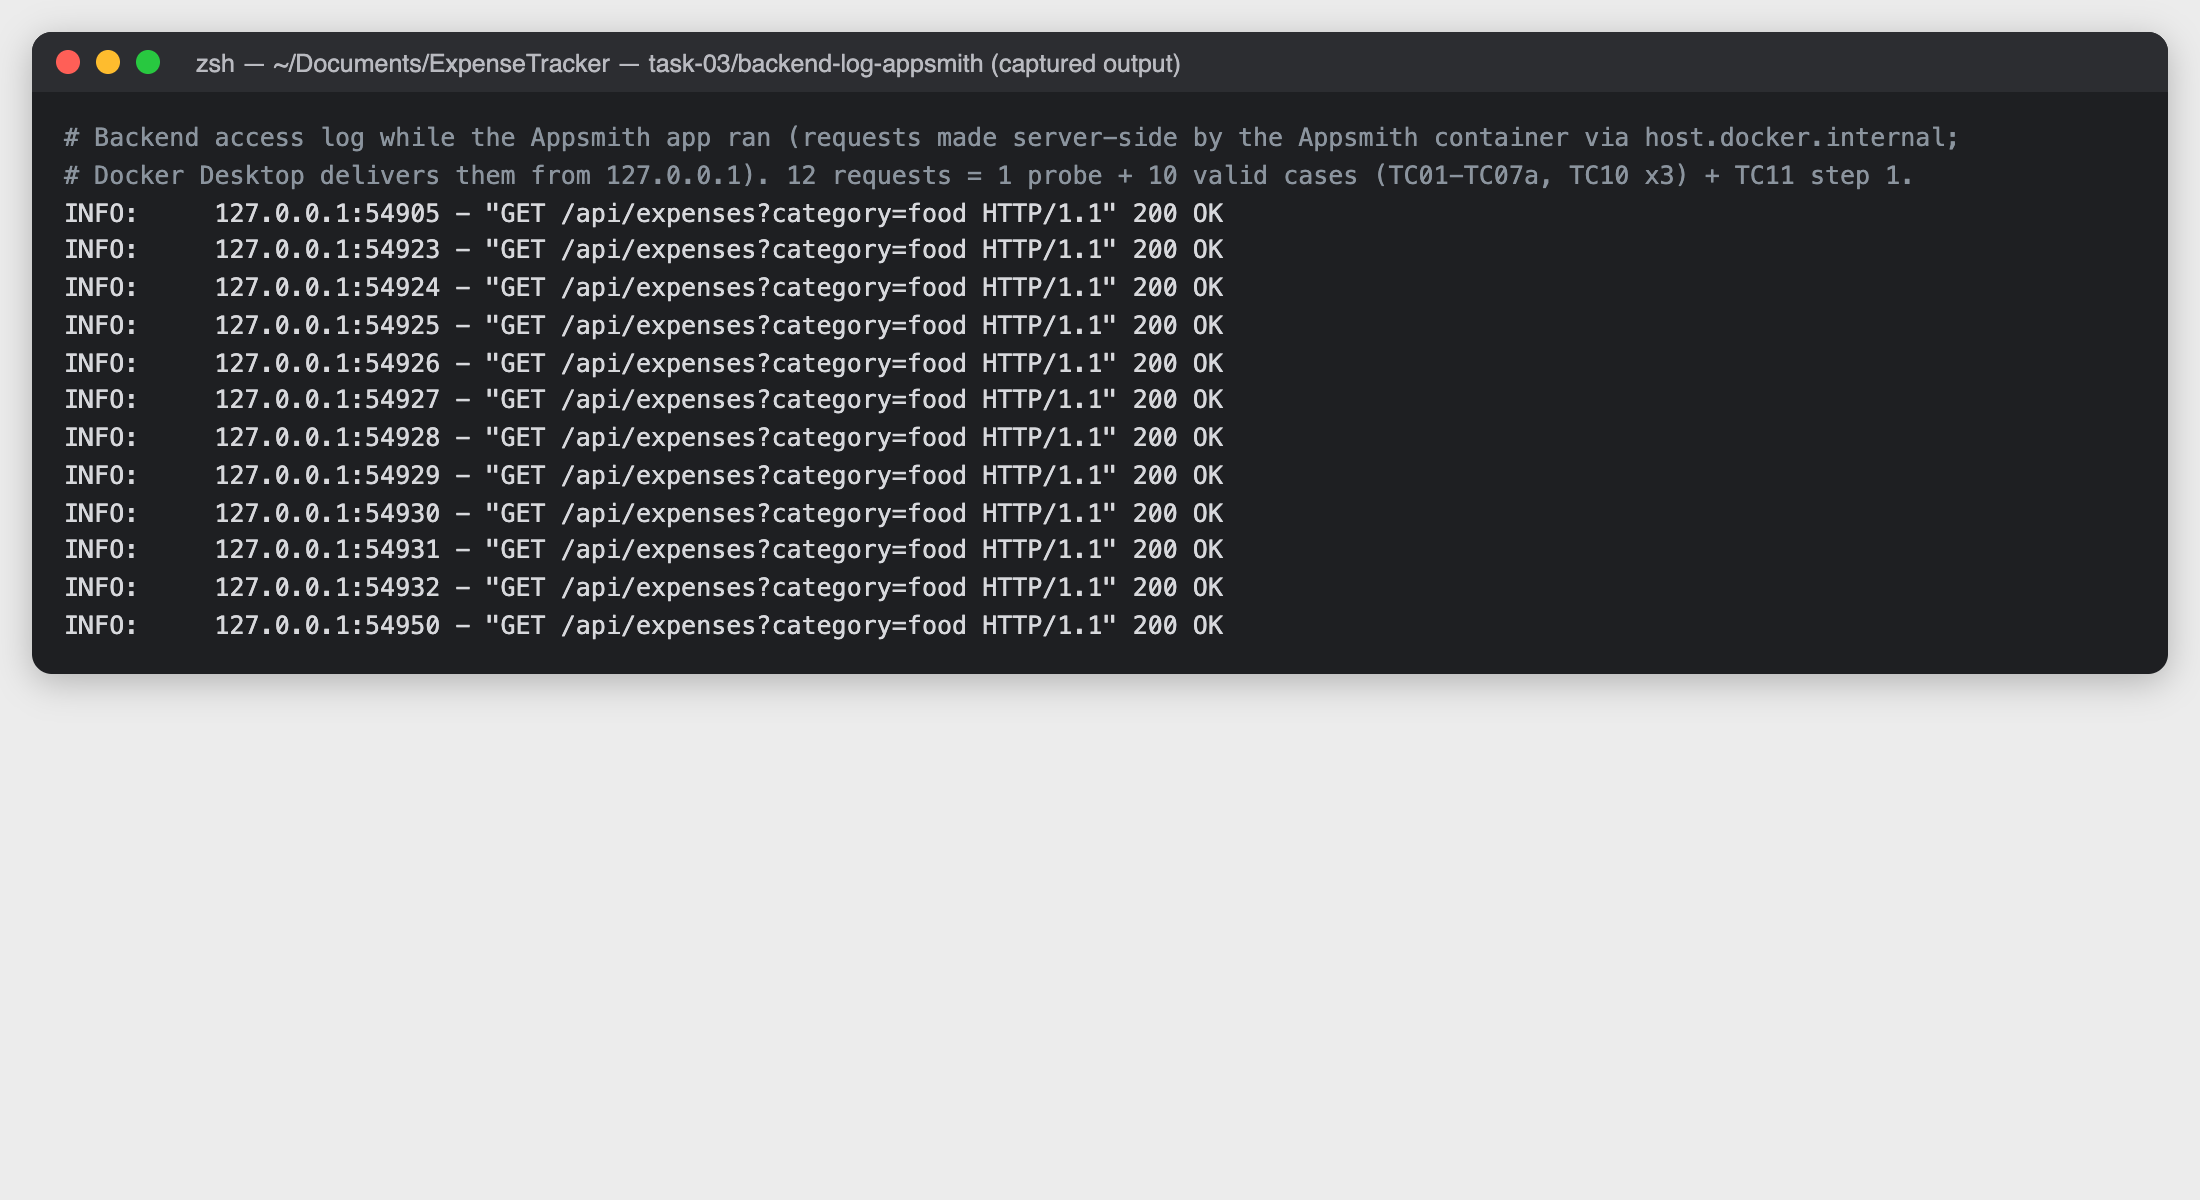 zsh — ~/Documents/ExpenseTracker — task-03/backend-log-appsmith (captured output)
# Backend access log while the Appsmith app ran (requests made server-side by the Appsmith container via host.docker.internal;
# Docker Desktop delivers them from 127.0.0.1). 12 requests = 1 probe + 10 valid cases (TC01–TC07a, TC10 x3) + TC11 step 1.
INFO:     127.0.0.1:54905 - "GET /api/expenses?category=food HTTP/1.1" 200 OK
INFO:     127.0.0.1:54923 - "GET /api/expenses?category=food HTTP/1.1" 200 OK
INFO:     127.0.0.1:54924 - "GET /api/expenses?category=food HTTP/1.1" 200 OK
INFO:     127.0.0.1:54925 - "GET /api/expenses?category=food HTTP/1.1" 200 OK
INFO:     127.0.0.1:54926 - "GET /api/expenses?category=food HTTP/1.1" 200 OK
INFO:     127.0.0.1:54927 - "GET /api/expenses?category=food HTTP/1.1" 200 OK
INFO:     127.0.0.1:54928 - "GET /api/expenses?category=food HTTP/1.1" 200 OK
INFO:     127.0.0.1:54929 - "GET /api/expenses?category=food HTTP/1.1" 200 OK
INFO:     127.0.0.1:54930 - "GET /api/expenses?category=food HTTP/1.1" 200 OK
INFO:     127.0.0.1:54931 - "GET /api/expenses?category=food HTTP/1.1" 200 OK
INFO:     127.0.0.1:54932 - "GET /api/expenses?category=food HTTP/1.1" 200 OK
INFO:     127.0.0.1:54950 - "GET /api/expenses?category=food HTTP/1.1" 200 OK